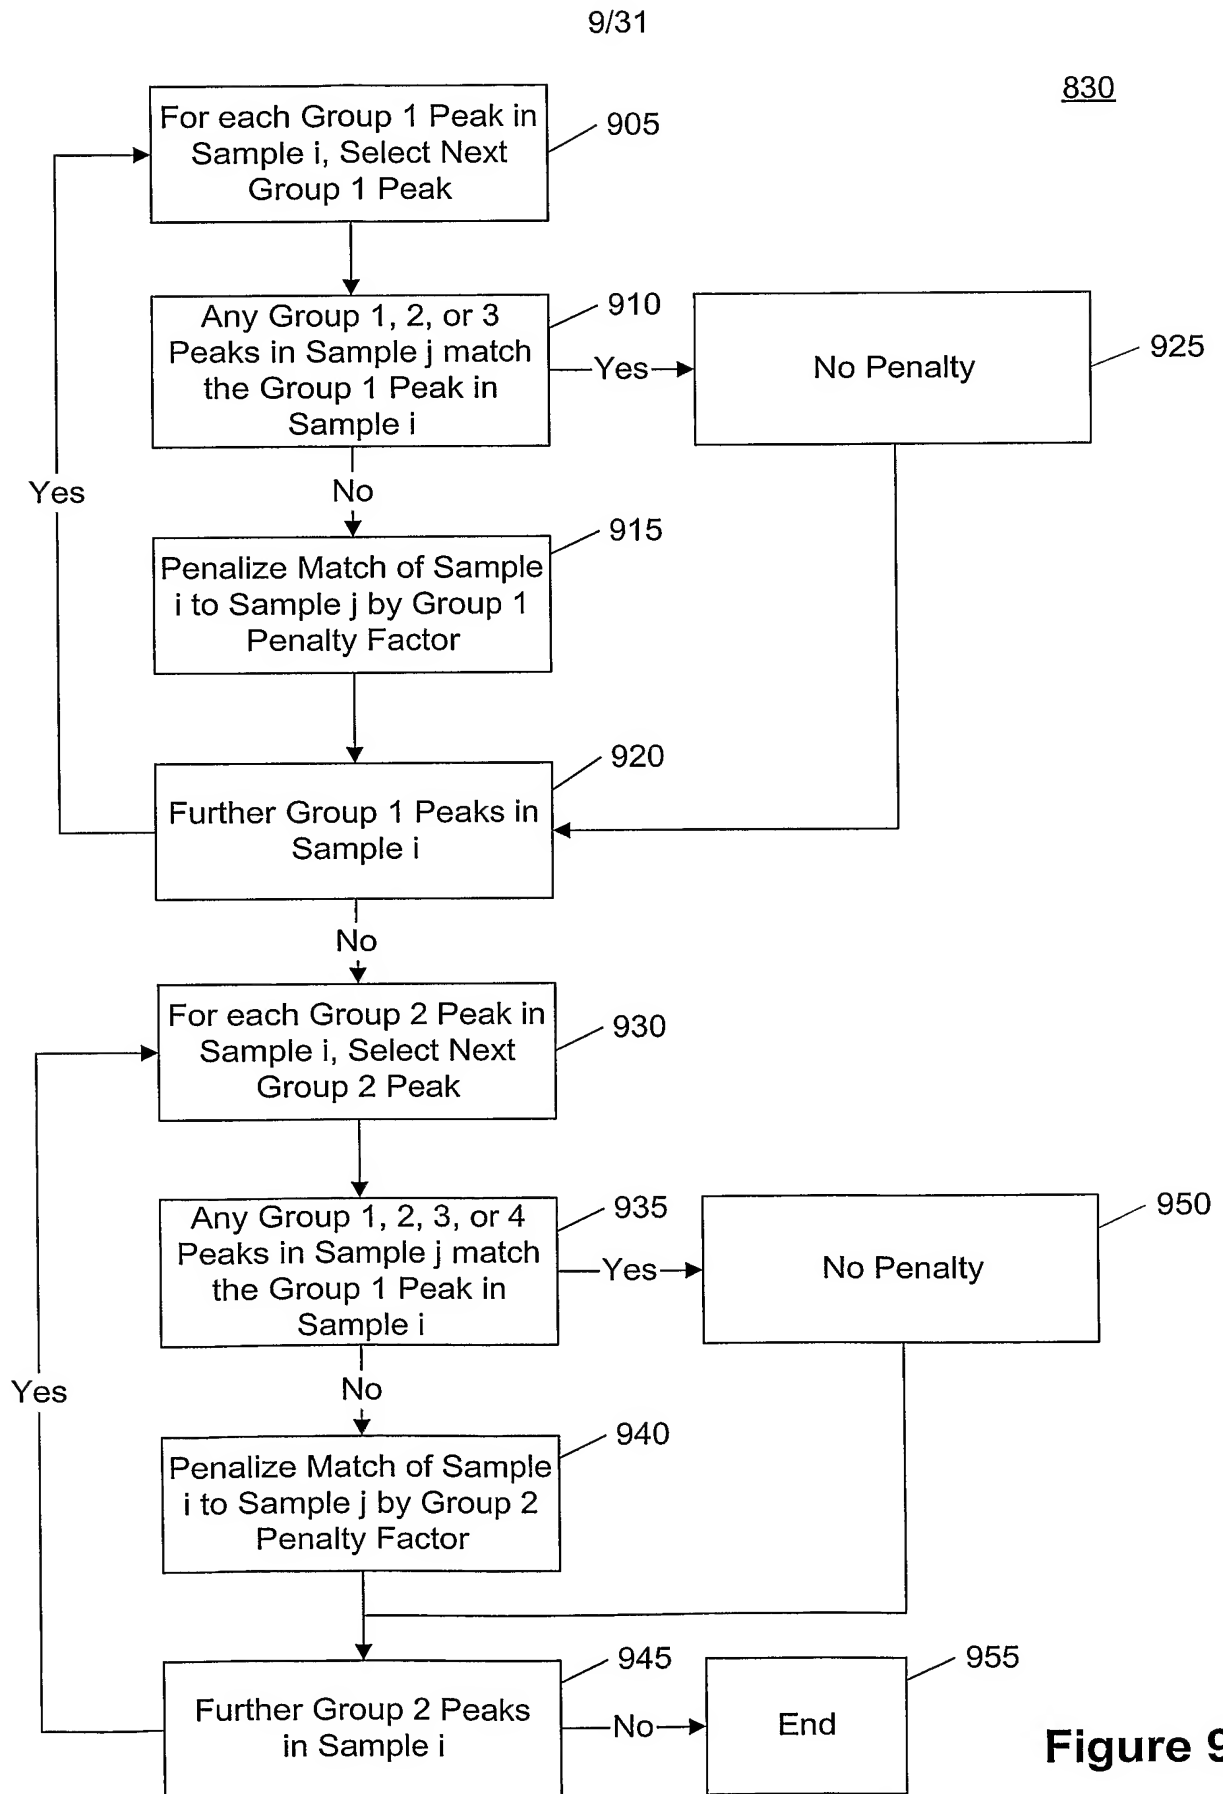 9/31
830
For each Group 1 Peak in
Sample i, Select Next
Group 1 Peak
905
Any Group 1, 2, or 3
Peaks in Sample j match
the Group 1 Peak in
Sample i
910
Yes
No Penalty
925
Yes
No
Penalize Match of Sample
i to Sample j by Group 1
Penalty Factor
915
Further Group 1 Peaks in
Sample i
920
No
For each Group 2 Peak in
Sample i, Select Next
Group 2 Peak
930
Any Group 1, 2, 3, or 4
Peaks in Sample j match
the Group 1 Peak in
Sample i
935
Yes
No Penalty
950
Yes
No
Penalize Match of Sample
i to Sample j by Group 2
Penalty Factor
940
Further Group 2 Peaks
in Sample i
945
No
End
955
Figure 9